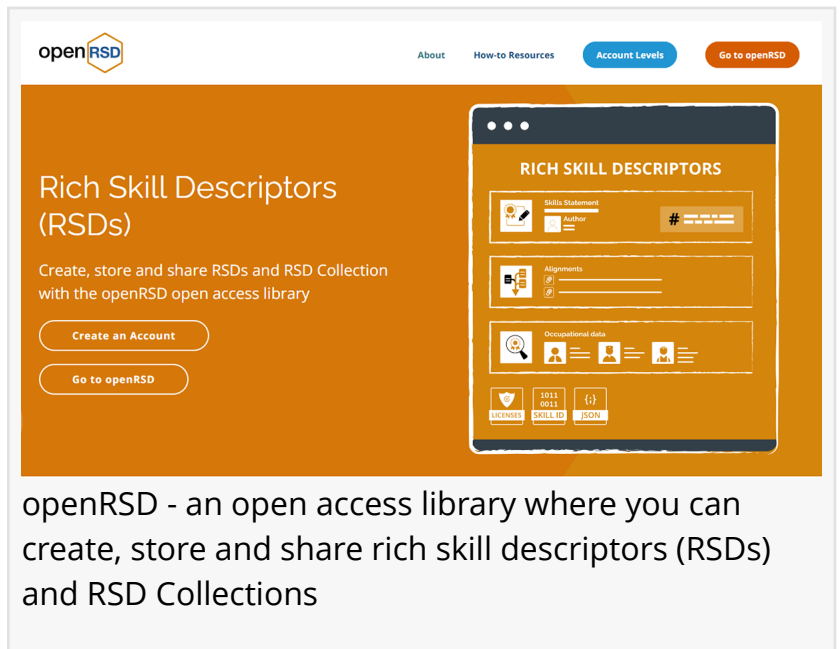 openRSD
About
How-to Resources
Account Levels
Go to openRSD
Rich Skill Descriptors
(RSDs)
Create, store and share RSDs and RSD Collection
with the openRSD open access library
Create an Account
Go to openRSD
RICH SKILL DESCRIPTORS
Skills Statement
Author
#
Alignments
Occupational data
LICENSES
1011
0011
SKILL ID
{;}
JSON
openRSD - an open access library where you can
create, store and share rich skill descriptors (RSDs)
and RSD Collections